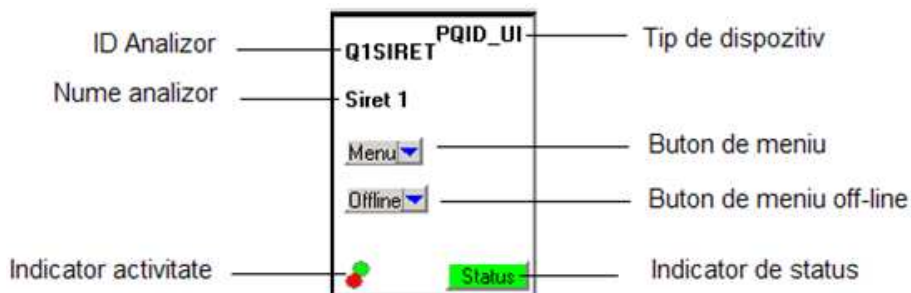 ID Analizor
PQID_UI
Tip de dispozitiv
Q1SIRET
Nume analizor
Siret 1
Menu
Buton de meniu
Offline
Buton de meniu off-line
Indicator activitate
Status
Indicator de status